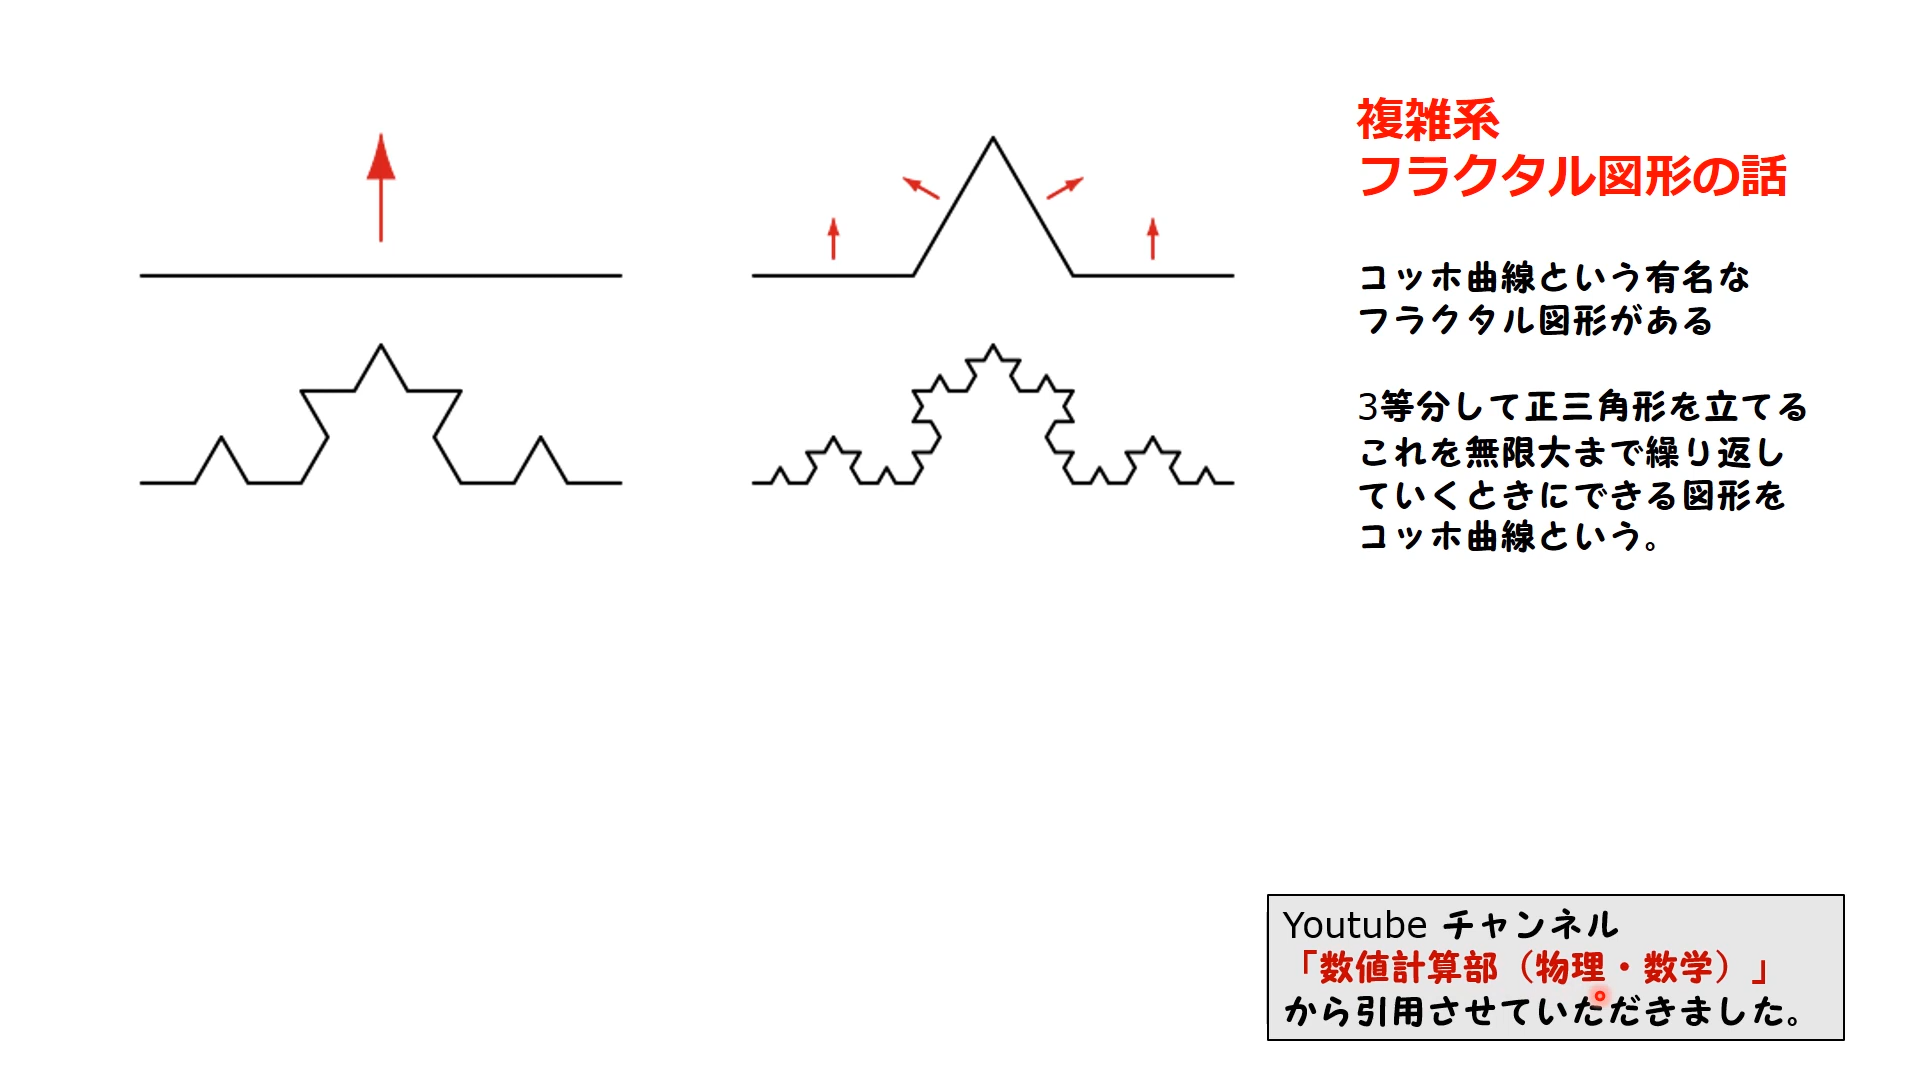 複雑系
フラクタル図形の話
コッホ曲線という有名な
フラクタル図形がある
3等分して正三角形を立てる
これを無限大まで繰り返し
ていくときにできる図形を
コッホ曲線という。
Youtube チャンネル
「数値計算部（物理・数学）」
から引用させていただきました。